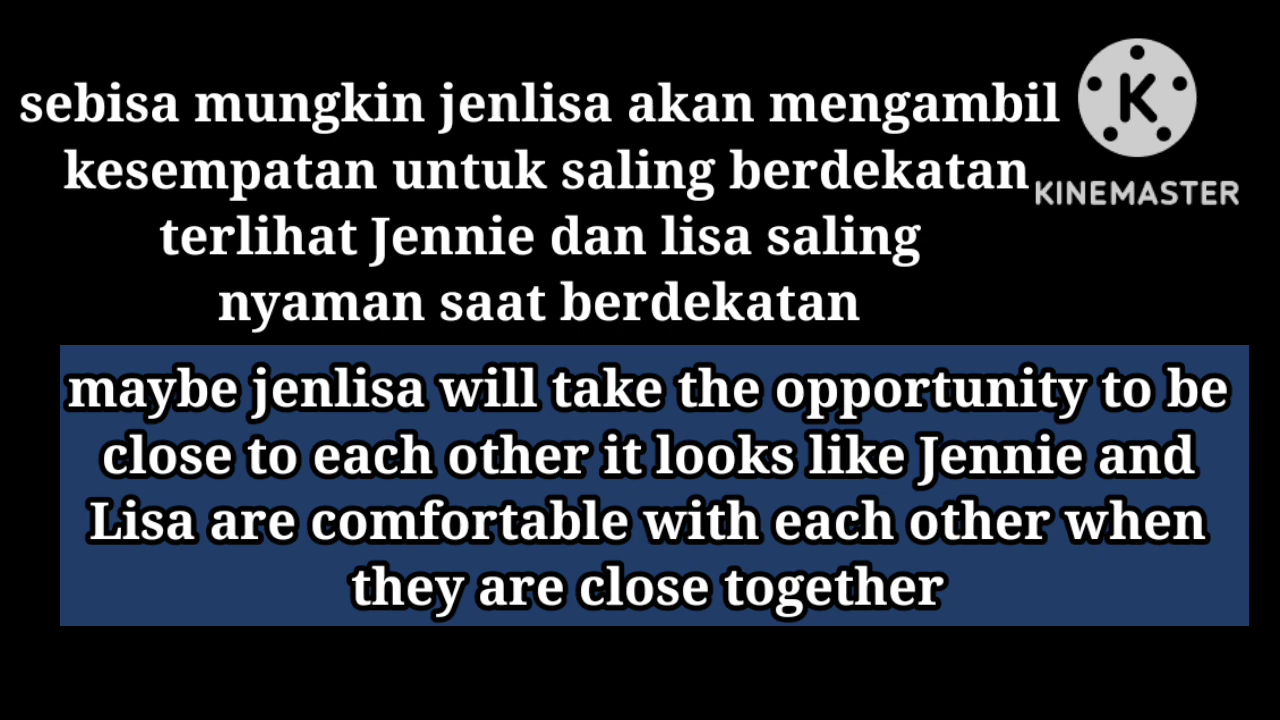 sebisa mungkin jenlisa akan mengambil
kesempatan untuk saling berdekatan
terlihat Jennie dan lisa saling
nyaman saat berdekatan
K
KINEMASTER
maybe jenlisa will take the opportunity to be
close to each other it looks like Jennie and
Lisa are comfortable with each other when
they are close together